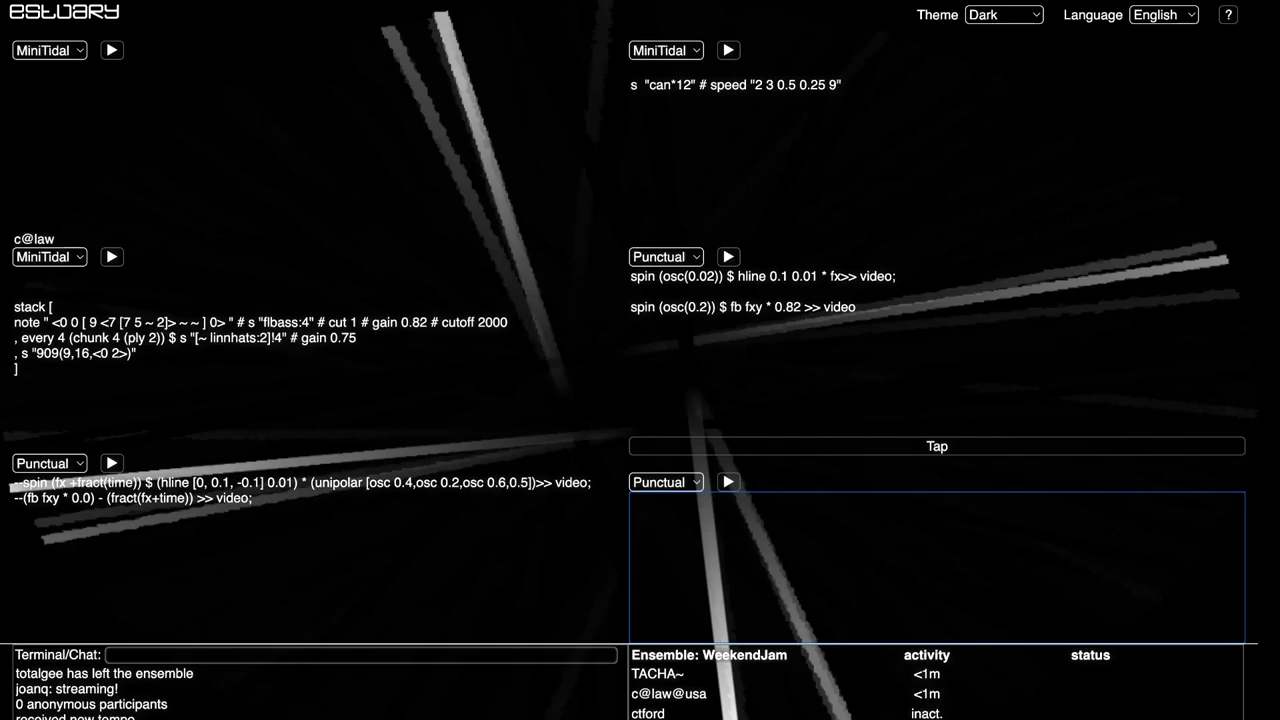 estuary
Theme Dark Language English ?
MiniTidal
MiniTidal
s "can*12" # speed "2 3 0.5 0.25 9"
c@law
MiniTidal
stack [
note " <0 0 [ 9 <7 [7 5 ~ 2]> ~ ~ ] 0> " # s "flbass:4" # cut 1 # gain 0.82 # cutoff 2000
, every 4 (chunk 4 (ply 2)) $ s "[~ linnhats:2]!4" # gain 0.75
, s "909(9,16,<0 2>)"
]
Punctual
spin (osc(0.02)) $ hline 0.1 0.01 * fx>> video;
spin (osc(0.2)) $ fb fxy * 0.82 >> video
Tap
Punctual
--spin (fx +fract(time)) $ (hline [0, 0.1, -0.1] 0.01) * (unipolar [osc 0.4,osc 0.2,osc 0.6,0.5])>> video;
--(fb fxy * 0.0) - (fract(fx+time)) >> video;
Punctual
Terminal/Chat:
totalgee has left the ensemble
joanq: streaming!
0 anonymous participants
received new tempo
Ensemble: WeekendJam activity status
TACHA~ <1m
c@law@usa <1m
ctford inact.